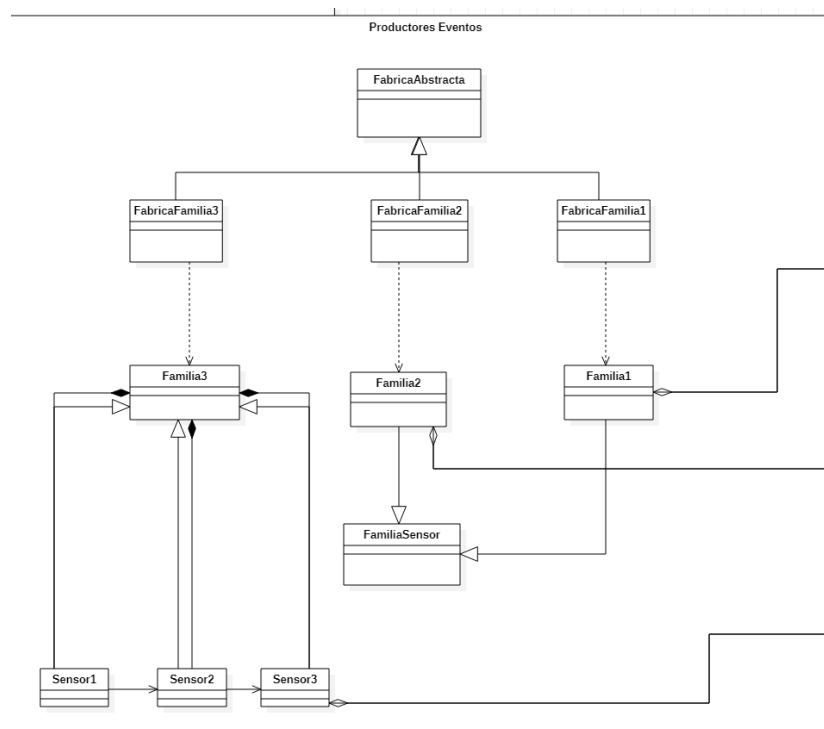 Productores Eventos
FabricaAbstracta
FabricaFamilia3
FabricaFamilia2
FabricaFamilia1
Familia3
Familia2
Familia1
FamiliaSensor
Sensor1
Sensor2
Sensor3